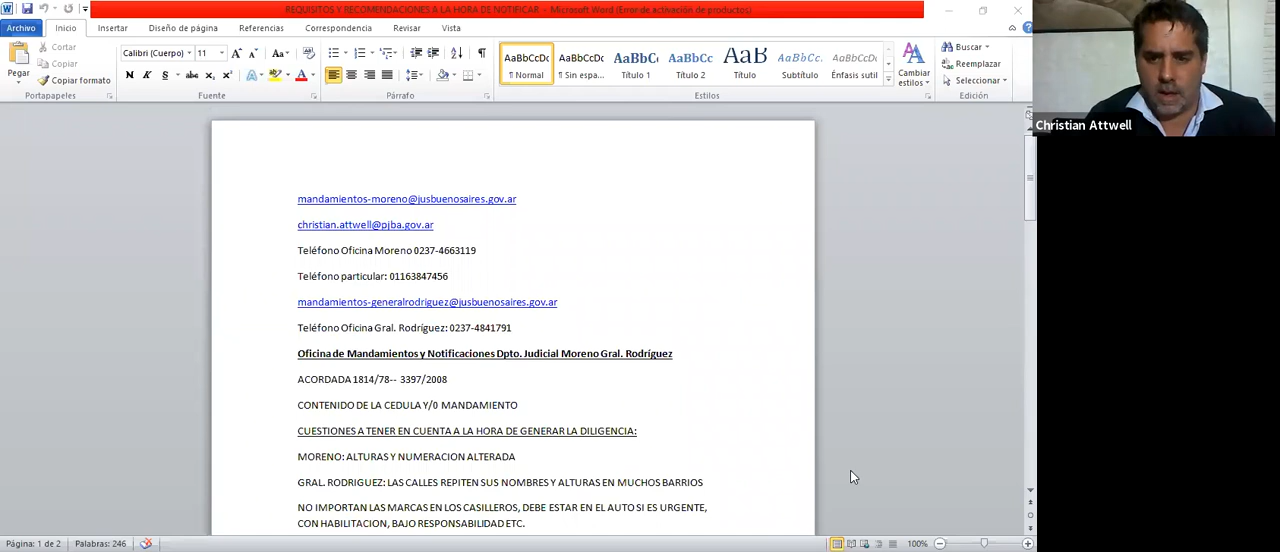 REQUISITOS Y RECOMENDACIONES A LA HORA DE NOTIFICAR - Microsoft Word (Error de activación de productos)
Archivo Inicio Insertar Diseño de página Referencias Correspondencia Revisar Vista
Pegar
Cortar
Copiar
Copiar formato
Portapapeles
Calibri (Cuerpo) 11
Fuente
Párrafo
AaBbCcDc AaBbCcDc AaBbC AaBbCc AaB AaBbCc. AaBbCcDc
¶ Normal ¶ Sin espa... Título 1 Título 2 Título Subtítulo Énfasis sutil
Estilos
Cambiar estilos
Buscar
Reemplazar
Seleccionar
Edición
Christian Attwell
mandamientos-moreno@jusbuenosaires.gov.ar
christian.attwell@pjba.gov.ar
Teléfono Oficina Moreno 0237-4663119
Teléfono particular: 01163847456
mandamientos-generalrodriguez@jusbuenosaires.gov.ar
Teléfono Oficina Gral. Rodríguez: 0237-4841791
Oficina de Mandamientos y Notificaciones Dpto. Judicial Moreno Gral. Rodríguez
ACORDADA 1814/78-- 3397/2008
CONTENIDO DE LA CEDULA Y/0 MANDAMIENTO
CUESTIONES A TENER EN CUENTA A LA HORA DE GENERAR LA DILIGENCIA:
MORENO: ALTURAS Y NUMERACION ALTERADA
GRAL. RODRIGUEZ: LAS CALLES REPITEN SUS NOMBRES Y ALTURAS EN MUCHOS BARRIOS
NO IMPORTAN LAS MARCAS EN LOS CASILLEROS, DEBE ESTAR EN EL AUTO SI ES URGENTE,
CON HABILITACION, BAJO RESPONSABILIDAD ETC.
Página: 1 de 2 Palabras: 246 100%